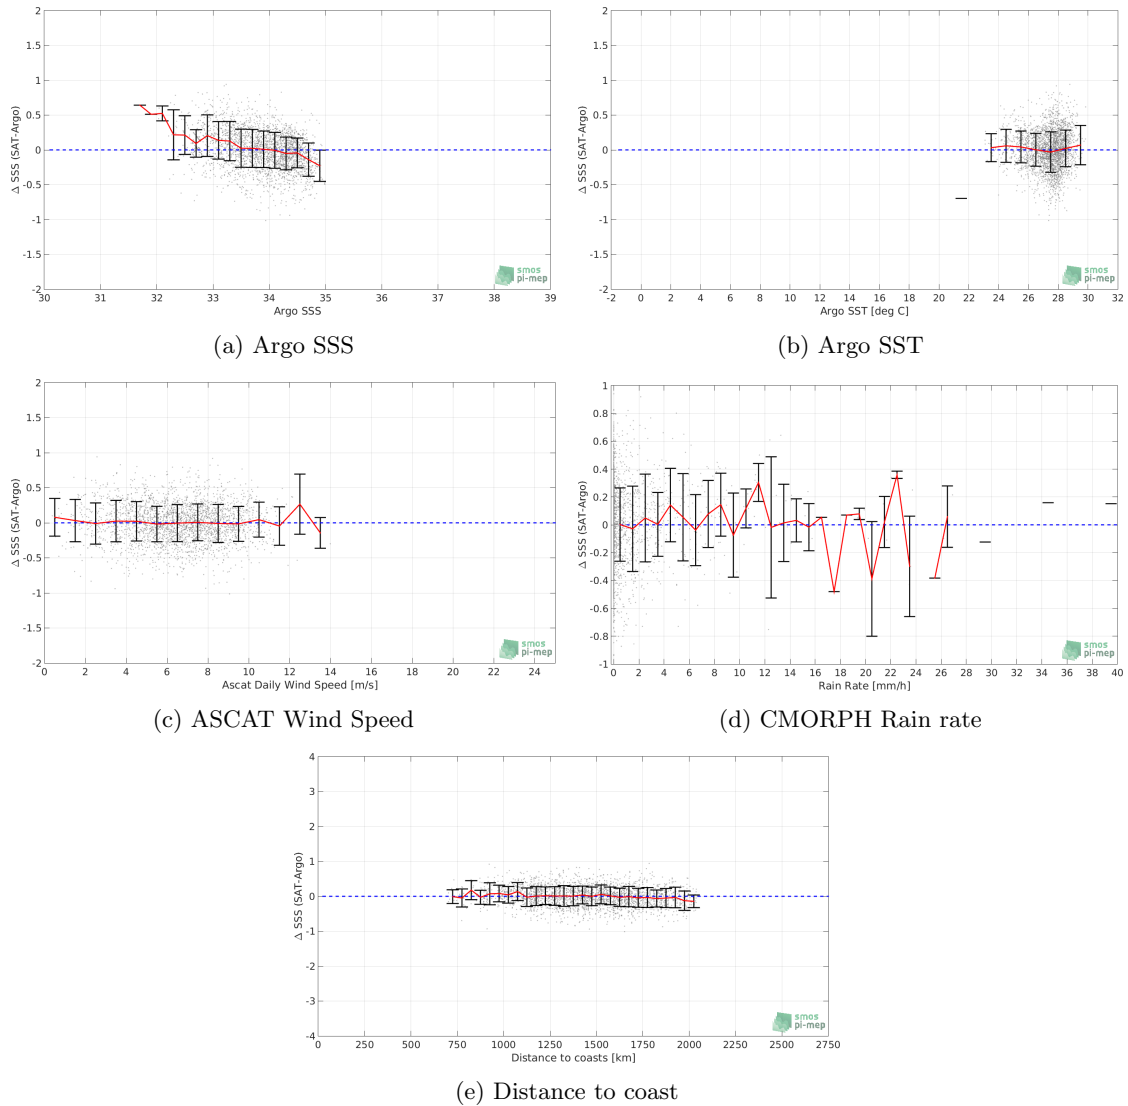 2
1.5
1
0.5
0
-0.5
-1
-1.5
-2
Δ SSS (SAT-Argo)
30 31 32 33 34 35 36 37 38 39
Argo SSS
smos
pi-mep
(a) Argo SSS
2
1.5
1
0.5
0
-0.5
-1
-1.5
-2
Δ SSS (SAT-Argo)
-2 0 2 4 6 8 10 12 14 16 18 20 22 24 26 28 30 32
Argo SST [deg C]
smos
pi-mep
(b) Argo SST
2
1.5
1
0.5
0
-0.5
-1
-1.5
-2
Δ SSS (SAT-Argo)
0 2 4 6 8 10 12 14 16 18 20 22 24
Ascat Daily Wind Speed [m/s]
smos
pi-mep
(c) ASCAT Wind Speed
1
0.8
0.6
0.4
0.2
0
-0.2
-0.4
-0.6
-0.8
-1
Δ SSS (SAT-Argo)
0 2 4 6 8 10 12 14 16 18 20 22 24 26 28 30 32 34 36 38 40
Rain Rate [mm/h]
smos
pi-mep
(d) CMORPH Rain rate
4
3
2
1
0
-1
-2
-3
-4
Δ SSS (SAT-Argo)
0 250 500 750 1000 1250 1500 1750 2000 2250 2500 2750
Distance to coasts [km]
smos
pi-mep
(e) Distance to coast